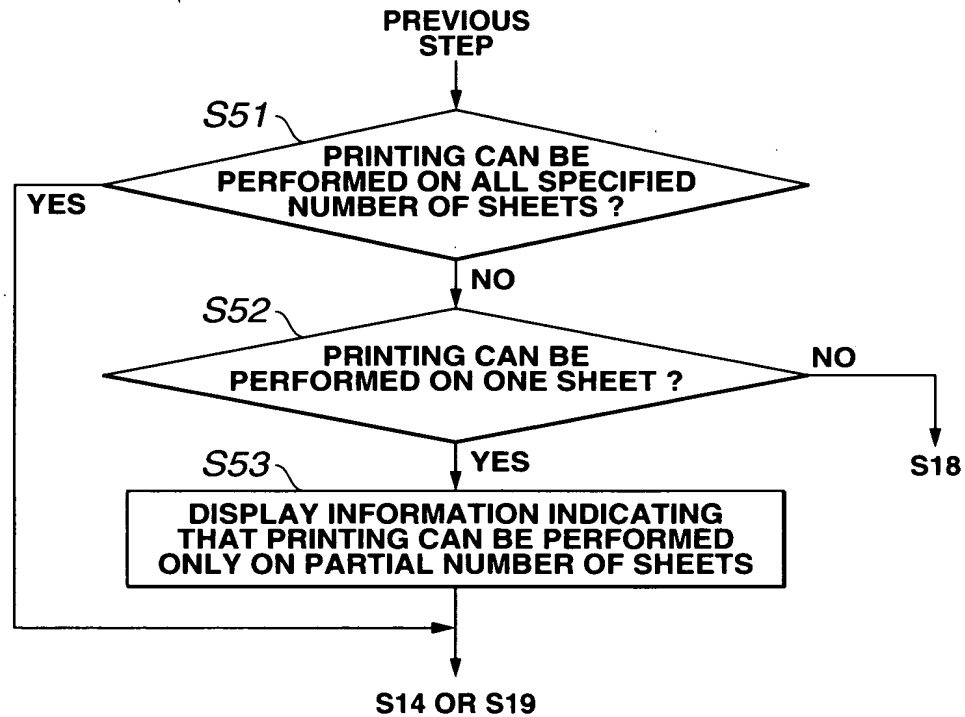 PREVIOUS
STEP
S51
PRINTING CAN BE
PERFORMED ON ALL SPECIFIED
NUMBER OF SHEETS ?
YES
NO
S52
PRINTING CAN BE
PERFORMED ON ONE SHEET ?
NO
S18
YES
S53
DISPLAY INFORMATION INDICATING
THAT PRINTING CAN BE PERFORMED
ONLY ON PARTIAL NUMBER OF SHEETS
S14 OR S19